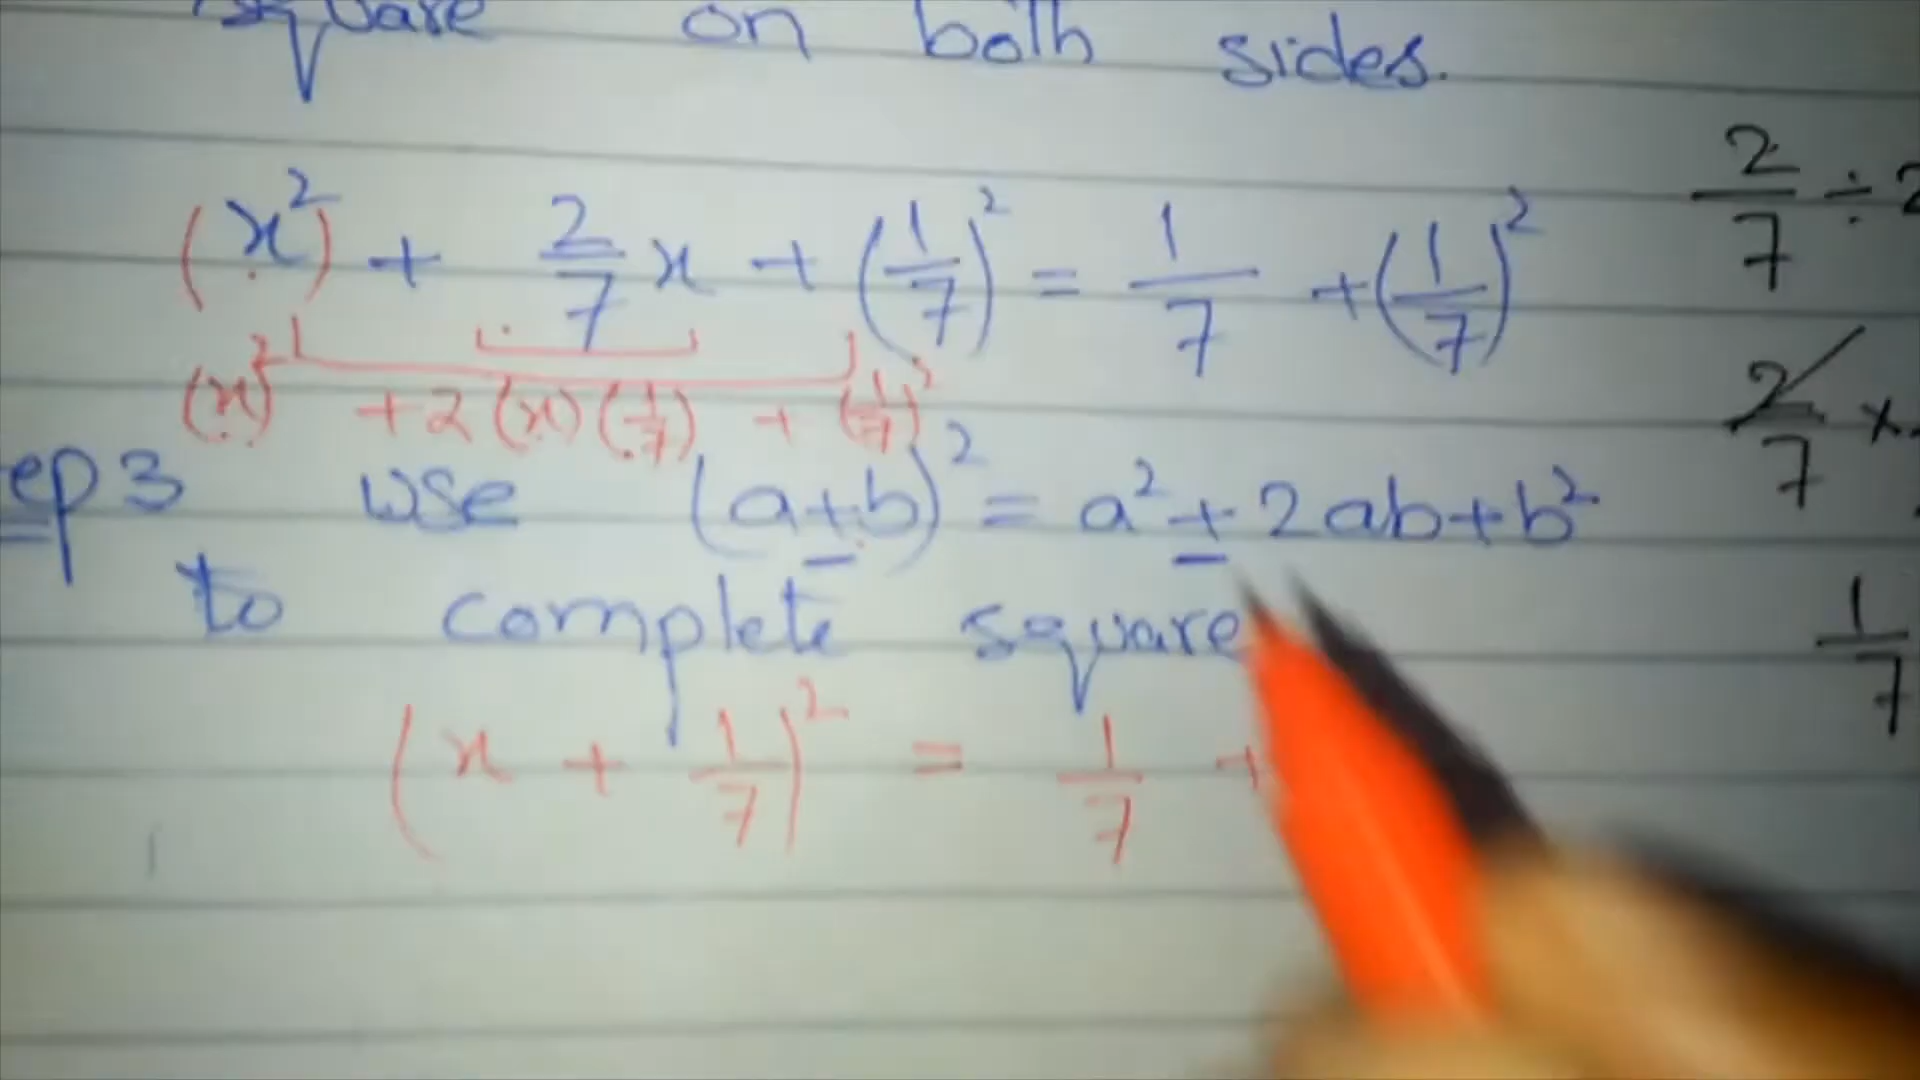 square on both sides.
(x²) + 2/7 x + (1/7)² = 1/7 + (1/7)²
(x)² + 2(x)(1/7) + (1/7)²
ep 3 use (a+b)² = a² + 2ab + b²
to complete square
(x + 1/7)² = 1/7 +
2/7 ÷ 2
2/7 ×
1/7